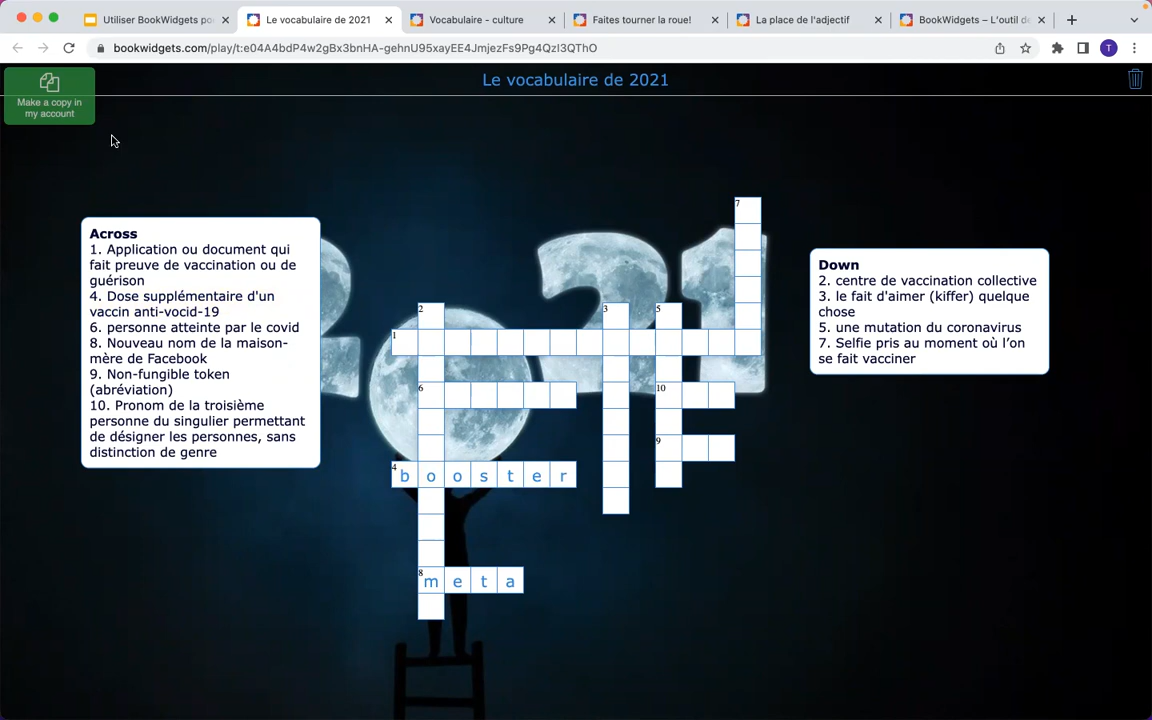 Utiliser BookWidgets po
Le vocabulaire de 2021
Vocabulaire - culture
Faites tourner la roue!
La place de l'adjectif
BookWidgets – L'outil de
bookwidgets.com/play/t:e04A4bdP4w2gBx3bnHA-gehnU95xayEE4JmjezFs9Pg4QzI3QThO
T
Make a copy in
my account
Le vocabulaire de 2021
Across
1. Application ou document qui
fait preuve de vaccination ou de
guérison
4. Dose supplémentaire d'un
vaccin anti-vocid-19
6. personne atteinte par le covid
8. Nouveau nom de la maison-
mère de Facebook
9. Non-fungible token
(abréviation)
10. Pronom de la troisième
personne du singulier permettant
de désigner les personnes, sans
distinction de genre
7
2
3
5
1
6
10
9
4 b o o s t e r
8 m e t a
Down
2. centre de vaccination collective
3. le fait d'aimer (kiffer) quelque
chose
5. une mutation du coronavirus
7. Selfie pris au moment où l'on
se fait vacciner